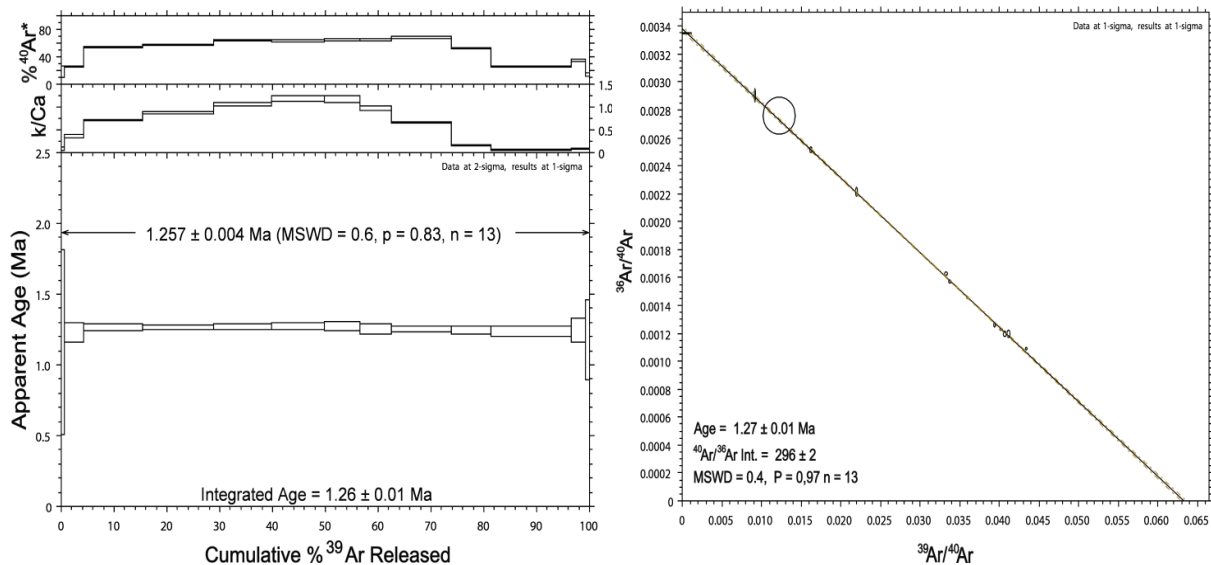 % ⁴⁰Ar*
80
40
0
k/Ca
1.5
1.0
0.5
0
Data at 2-sigma, results at 1-sigma
Apparent Age (Ma)
2.5
2.0
1.5
1.0
0.5
0
1.257 ± 0.004 Ma (MSWD = 0.6, p = 0.83, n = 13)
Integrated Age = 1.26 ± 0.01 Ma
0 10 20 30 40 50 60 70 80 90 100
Cumulative % ³⁹Ar Released
Data at 1-sigma, results at 1-sigma
³⁶Ar/⁴⁰Ar
0.0034
0.0032
0.0030
0.0028
0.0026
0.0024
0.0022
0.0020
0.0018
0.0016
0.0014
0.0012
0.0010
0.0008
0.0006
0.0004
0.0002
0
Age = 1.27 ± 0.01 Ma
⁴⁰Ar/³⁶Ar Int. = 296 ± 2
MSWD = 0.4, P = 0,97 n = 13
0 0.005 0.010 0.015 0.020 0.025 0.030 0.035 0.040 0.045 0.050 0.055 0.060 0.065
³⁹Ar/⁴⁰Ar